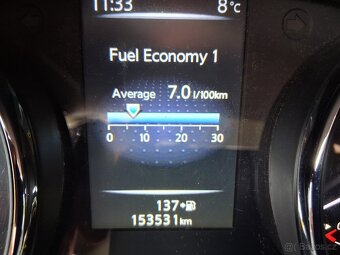 11:33 8°C
Fuel Economy 1
Average 7.0 l/100km
0 10 20 30
137
153531 km